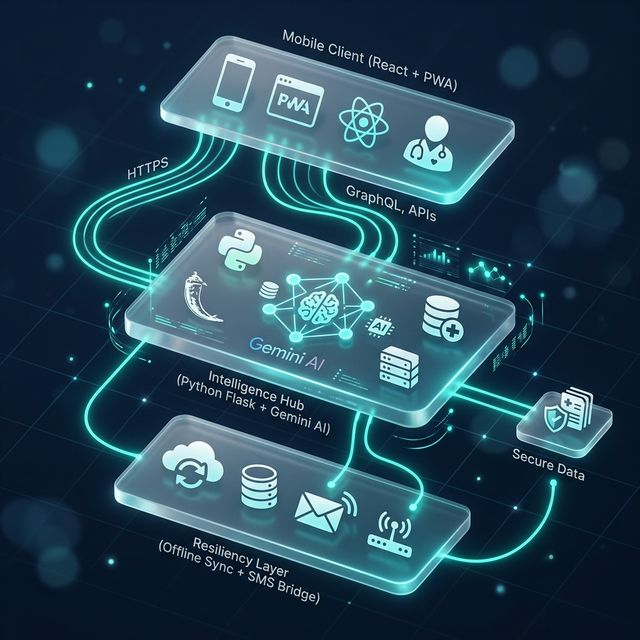 Mobile Client (React + PWA)
PWA
HTTPS
GraphQL, APIs
AI
Gemini AI
Intelligence Hub
(Python Flask + Gemini AI)
Secure Data
Resiliency Layer
(Offline Sync + SMS Bridge)